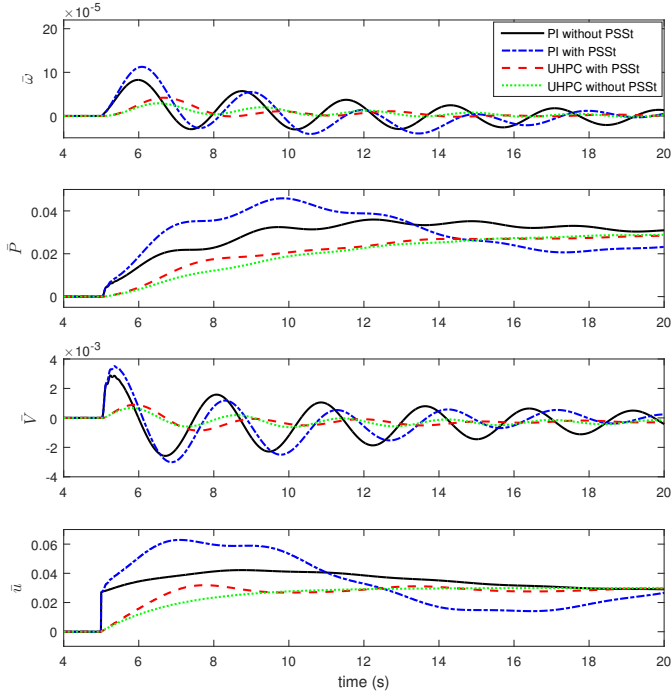 ×10⁻⁵
20
10
0
ω̄
PI without PSSt
PI with PSSt
UHPC with PSSt
UHPC without PSSt
4 6 8 10 12 14 16 18 20
0.04
0.02
0
P̄
4 6 8 10 12 14 16 18 20
×10⁻³
4
2
0
-2
-4
V̄
4 6 8 10 12 14 16 18 20
0.06
0.04
0.02
0
ū
4 6 8 10 12 14 16 18 20
time (s)